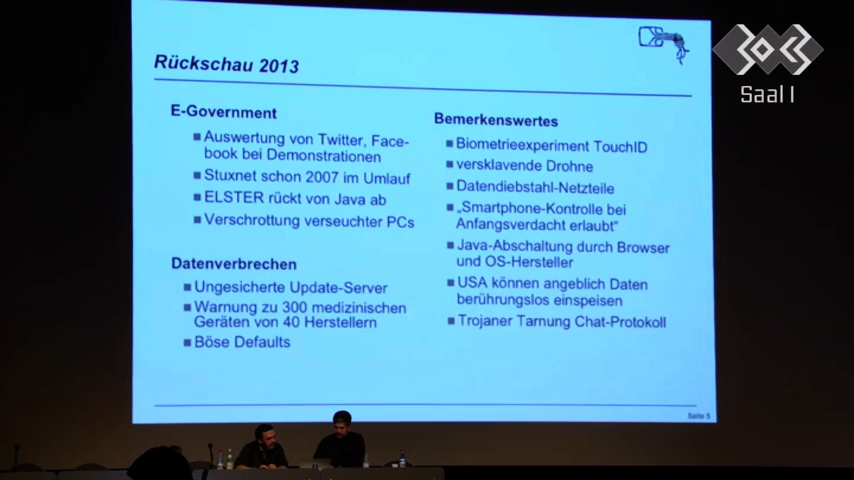 Rückschau 2013
E-Government
Auswertung von Twitter, Face-
book bei Demonstrationen
Stuxnet schon 2007 im Umlauf
ELSTER rückt von Java ab
Verschrottung verseuchter PCs
Datenverbrechen
Ungesicherte Update-Server
Warnung zu 300 medizinischen
Geräten von 40 Herstellern
Böse Defaults
Bemerkenswertes
Biometrieexperiment TouchID
versklavende Drohne
Datendiebstahl-Netzteile
„Smartphone-Kontrolle bei
Anfangsverdacht erlaubt“
Java-Abschaltung durch Browser
und OS-Hersteller
USA können angeblich Daten
berührungslos einspeisen
Trojaner Tarnung Chat-Protokoll
Seite 5
30C3
Saal 1